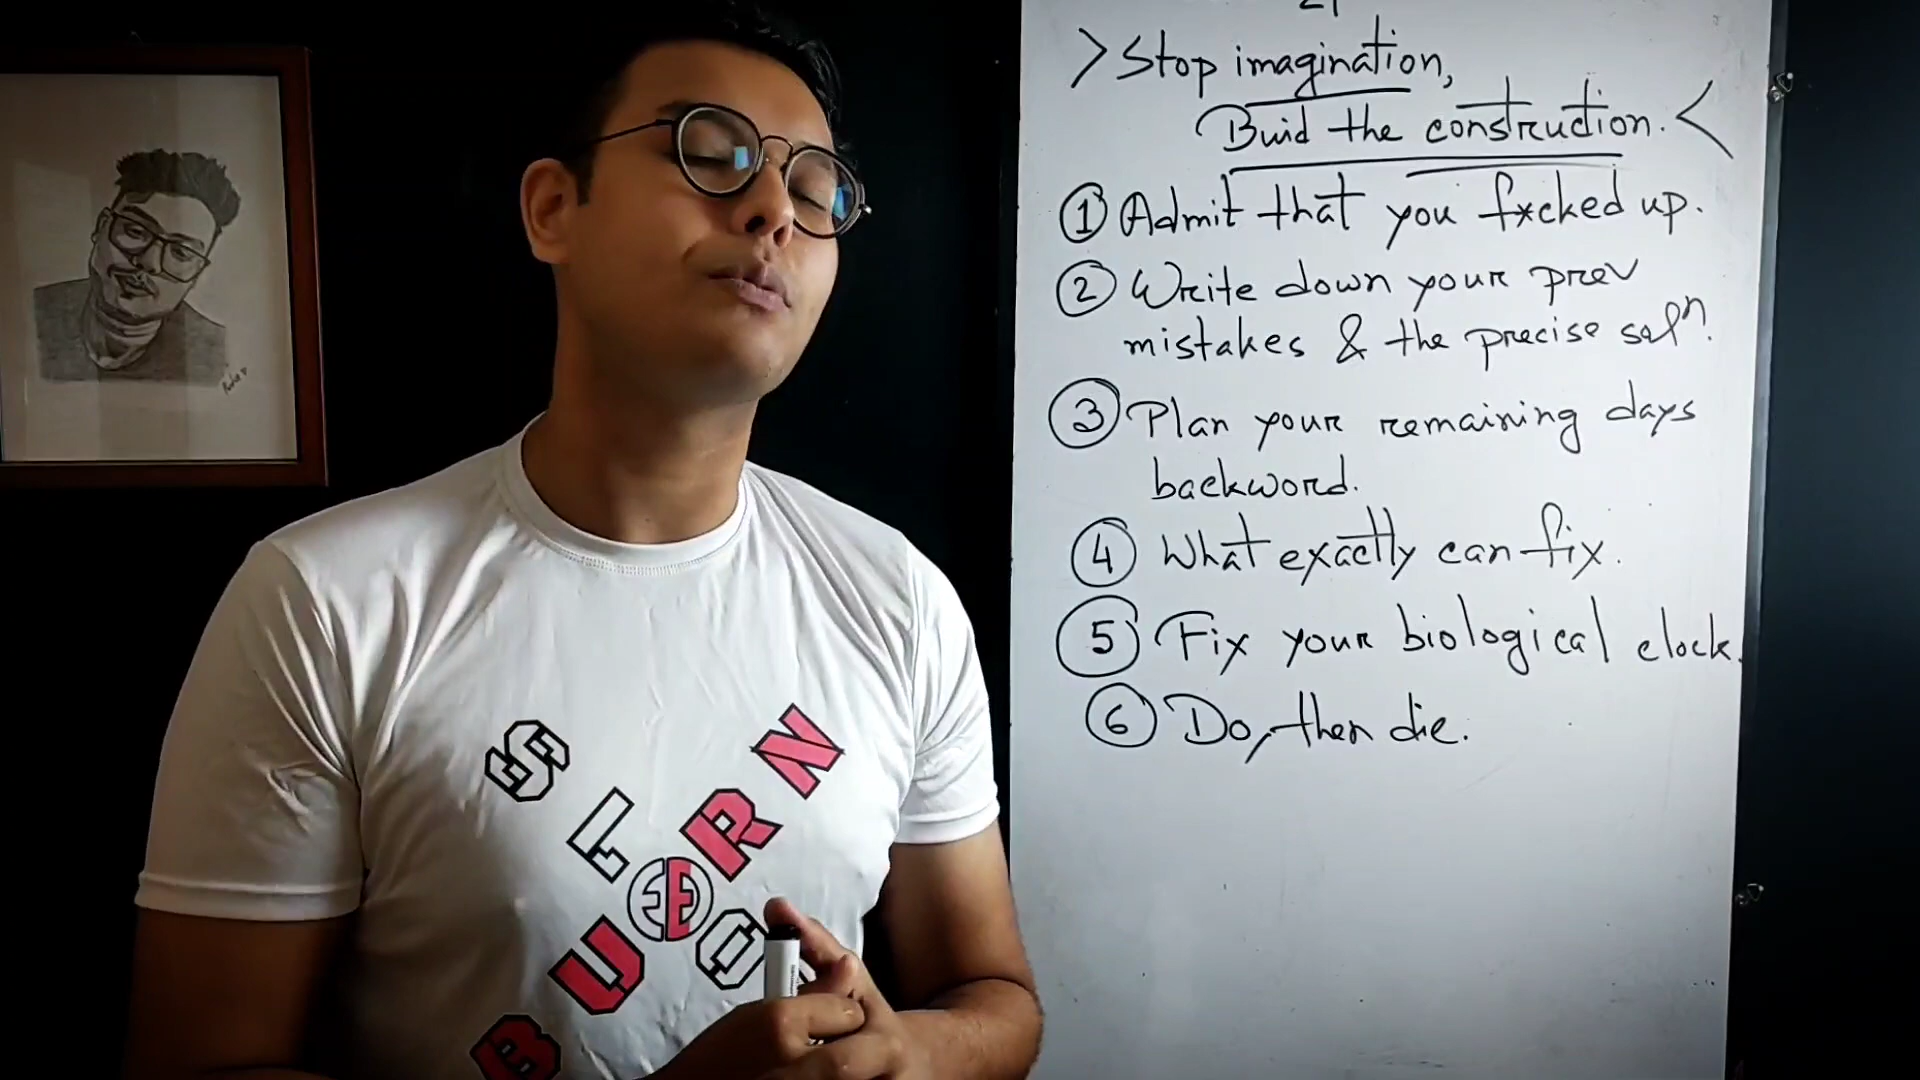 > Stop imagination,
Buid the construction. <
① Admit that you f*cked up.
② Write down your prev
mistakes & the precise solⁿ.
③ Plan your remaining days
backword.
④ What exactly can fix.
⑤ Fix your biological clock.
⑥ Do, then die.
BURN